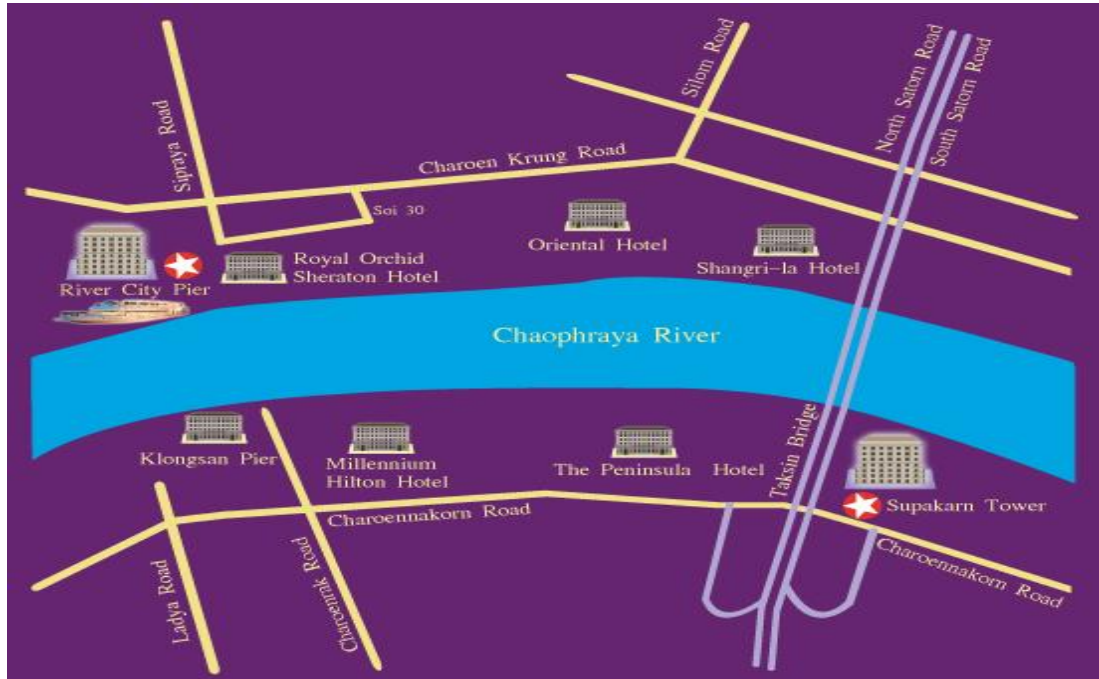 Sipraya Road
Silom Road
North Satorn Road
South Satorn Road
Charoen Krung Road
Soi 30
Oriental Hotel
Royal Orchid
Sheraton Hotel
Shangri-la Hotel
River City Pier
Chaophraya River
Taksin Bridge
Klongsan Pier
Millennium
Hilton Hotel
The Peninsula Hotel
Supakarn Tower
Charoennakorn Road
Charoennakorn Road
Ladya Road
Charoenrak Road